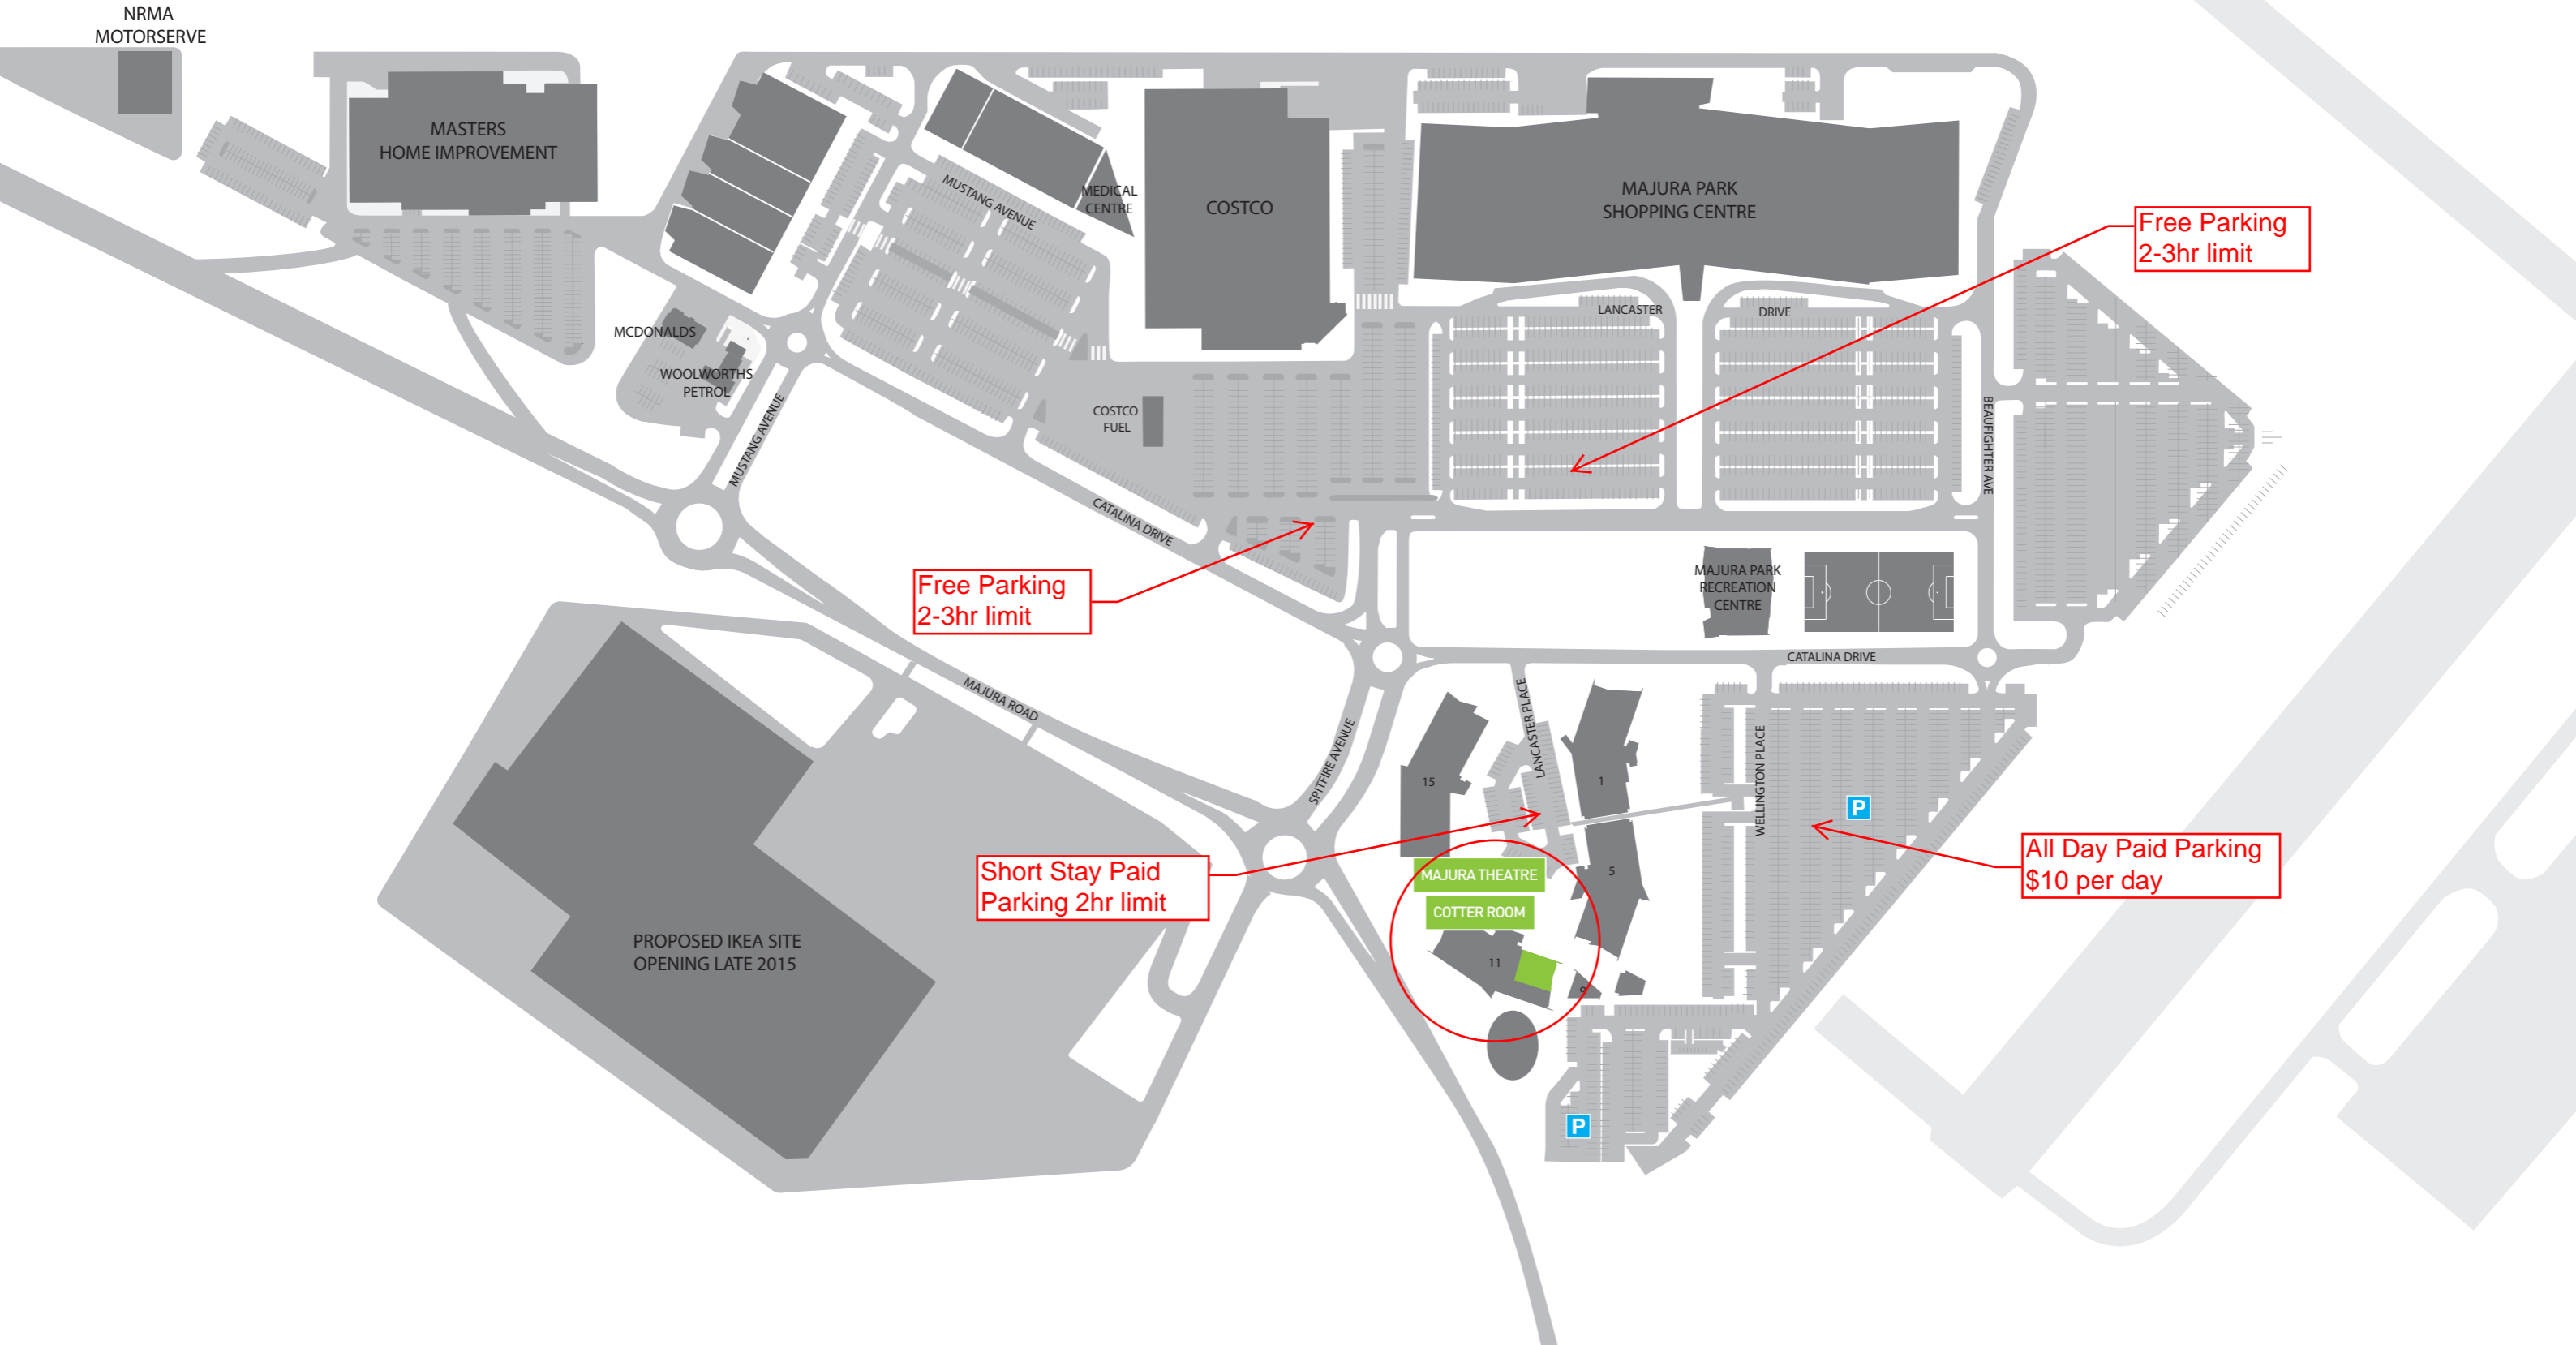 NRMA
MOTORSERVE
MASTERS
HOME IMPROVEMENT
MUSTANG AVENUE
MEDICAL
CENTRE
COSTCO
MAJURA PARK
SHOPPING CENTRE
Free Parking
2-3hr limit
LANCASTER
DRIVE
MCDONALDS
WOOLWORTHS
PETROL
MUSTANG AVENUE
COSTCO
FUEL
BEAUFIGHTER AVE
CATALINA DRIVE
Free Parking
2-3hr limit
MAJURA PARK
RECREATION
CENTRE
CATALINA DRIVE
MAJURA ROAD
LANCASTER PLACE
SPITFIRE AVENUE
WELLINGTON PLACE
15
1
P
Short Stay Paid
Parking 2hr limit
All Day Paid Parking
$10 per day
MAJURA THEATRE
5
COTTER ROOM
PROPOSED IKEA SITE
OPENING LATE 2015
11
9
P